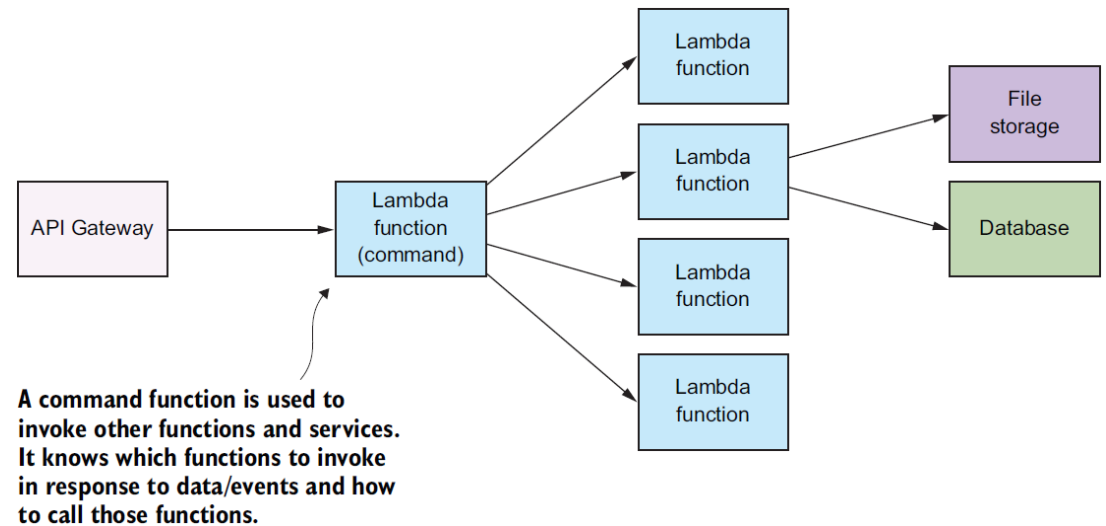 Lambda
function
Lambda
function
File
storage
API Gateway
Lambda
function
(command)
Database
Lambda
function
Lambda
function
A command function is used to
invoke other functions and services.
It knows which functions to invoke
in response to data/events and how
to call those functions.